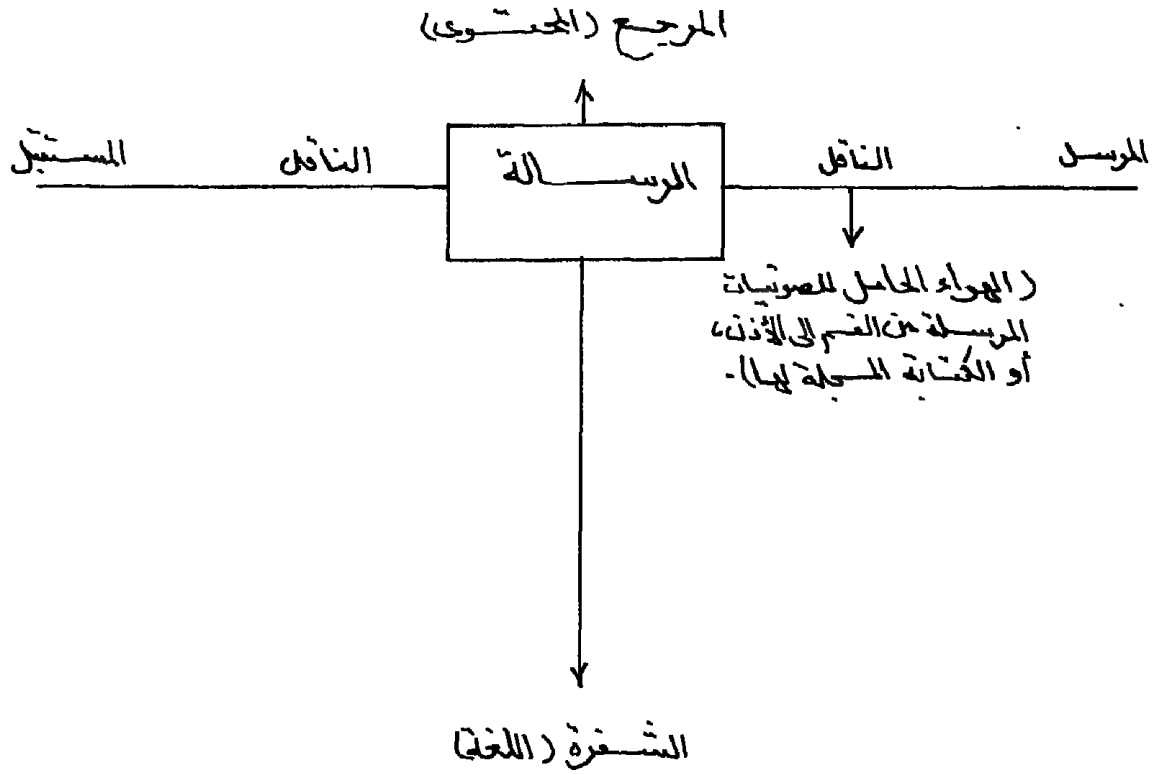 المرجع (المحتوى)
المرسل الناقل الرسالة الناقل المستقبل
(الهواء الحامل للصوتيات
المرسلة من الفم إلى الأذن،
أو الكتابة المسجلة لها).
الشفرة (اللغة)